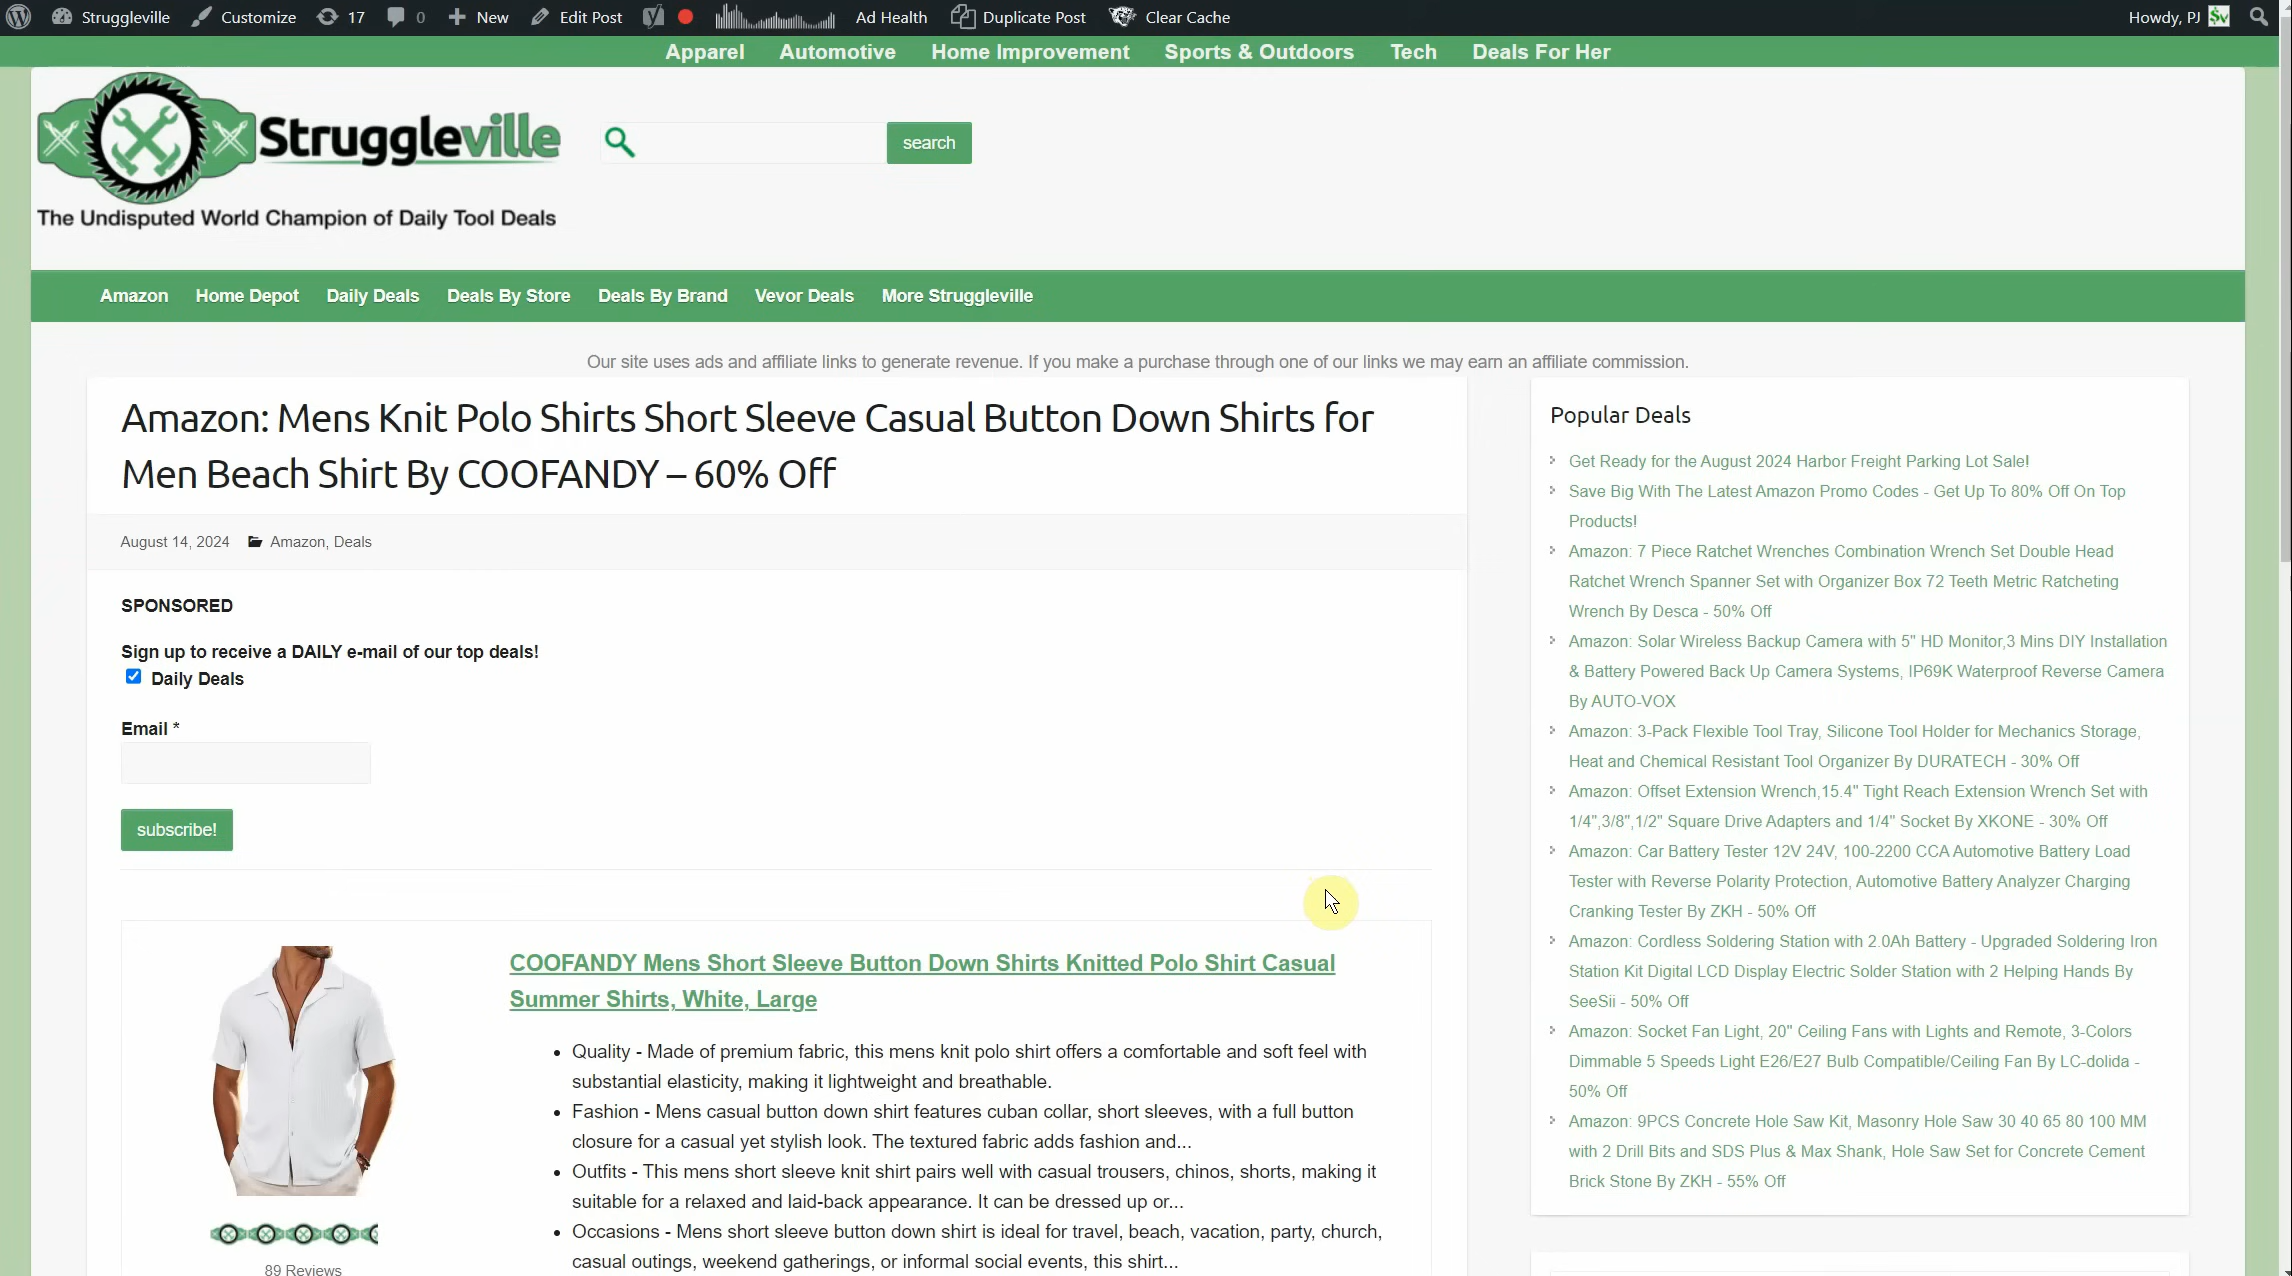 Struggleville Customize 17 0 New Edit Post Ad Health Duplicate Post Clear Cache Howdy, PJ
Apparel Automotive Home Improvement Sports & Outdoors Tech Deals For Her
Struggleville
search
The Undisputed World Champion of Daily Tool Deals
Amazon Home Depot Daily Deals Deals By Store Deals By Brand Vevor Deals More Struggleville
Our site uses ads and affiliate links to generate revenue. If you make a purchase through one of our links we may earn an affiliate commission.
Amazon: Mens Knit Polo Shirts Short Sleeve Casual Button Down Shirts for
Men Beach Shirt By COOFANDY – 60% Off
August 14, 2024 Amazon, Deals
SPONSORED
Sign up to receive a DAILY e-mail of our top deals!
Daily Deals
Email *
subscribe!
COOFANDY Mens Short Sleeve Button Down Shirts Knitted Polo Shirt Casual
Summer Shirts, White, Large
• Quality - Made of premium fabric, this mens knit polo shirt offers a comfortable and soft feel with
substantial elasticity, making it lightweight and breathable.
• Fashion - Mens casual button down shirt features cuban collar, short sleeves, with a full button
closure for a casual yet stylish look. The textured fabric adds fashion and...
• Outfits - This mens short sleeve knit shirt pairs well with casual trousers, chinos, shorts, making it
suitable for a relaxed and laid-back appearance. It can be dressed up or...
• Occasions - Mens short sleeve button down shirt is ideal for travel, beach, vacation, party, church,
casual outings, weekend gatherings, or informal social events, this shirt...
89 Reviews
Popular Deals
Get Ready for the August 2024 Harbor Freight Parking Lot Sale!
Save Big With The Latest Amazon Promo Codes - Get Up To 80% Off On Top
Products!
Amazon: 7 Piece Ratchet Wrenches Combination Wrench Set Double Head
Ratchet Wrench Spanner Set with Organizer Box 72 Teeth Metric Ratcheting
Wrench By Desca - 50% Off
Amazon: Solar Wireless Backup Camera with 5" HD Monitor,3 Mins DIY Installation
& Battery Powered Back Up Camera Systems, IP69K Waterproof Reverse Camera
By AUTO-VOX
Amazon: 3-Pack Flexible Tool Tray, Silicone Tool Holder for Mechanics Storage,
Heat and Chemical Resistant Tool Organizer By DURATECH - 30% Off
Amazon: Offset Extension Wrench,15.4" Tight Reach Extension Wrench Set with
1/4",3/8",1/2" Square Drive Adapters and 1/4" Socket By XKONE - 30% Off
Amazon: Car Battery Tester 12V 24V, 100-2200 CCA Automotive Battery Load
Tester with Reverse Polarity Protection, Automotive Battery Analyzer Charging
Cranking Tester By ZKH - 50% Off
Amazon: Cordless Soldering Station with 2.0Ah Battery - Upgraded Soldering Iron
Station Kit Digital LCD Display Electric Solder Station with 2 Helping Hands By
SeeSii - 50% Off
Amazon: Socket Fan Light, 20" Ceiling Fans with Lights and Remote, 3-Colors
Dimmable 5 Speeds Light E26/E27 Bulb Compatible/Ceiling Fan By LC-dolida -
50% Off
Amazon: 9PCS Concrete Hole Saw Kit, Masonry Hole Saw 30 40 65 80 100 MM
with 2 Drill Bits and SDS Plus & Max Shank, Hole Saw Set for Concrete Cement
Brick Stone By ZKH - 55% Off